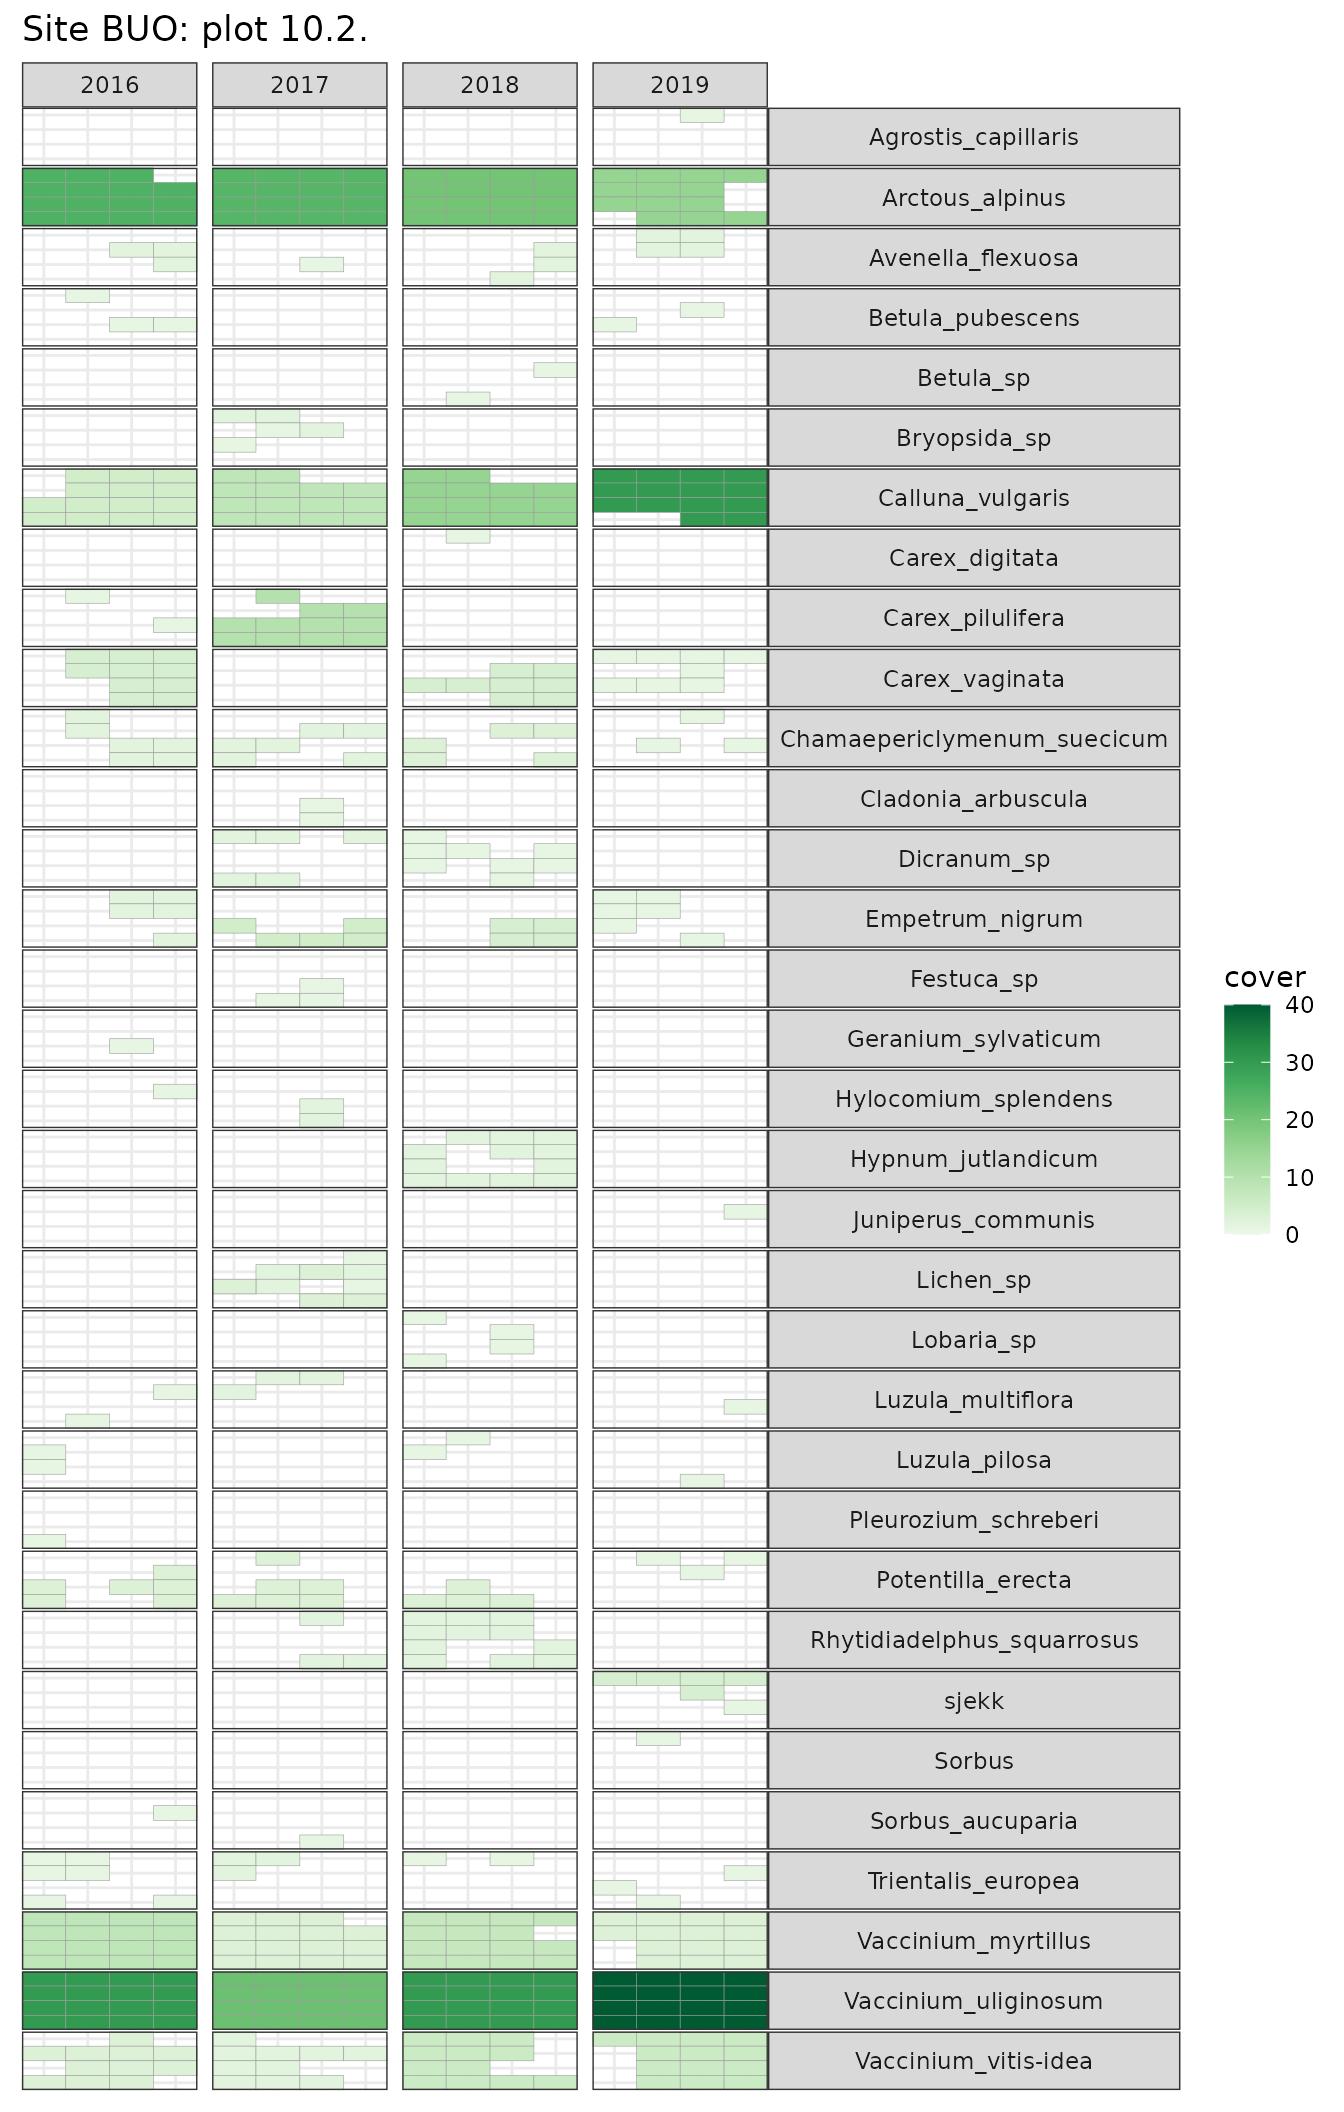 Site BUO: plot 10.2.
2016 2017 2018 2019
Agrostis_capillaris
Arctous_alpinus
Avenella_flexuosa
Betula_pubescens
Betula_sp
Bryopsida_sp
Calluna_vulgaris
Carex_digitata
Carex_pilulifera
Carex_vaginata
Chamaepericlymenum_suecicum
Cladonia_arbuscula
Dicranum_sp
Empetrum_nigrum
Festuca_sp
Geranium_sylvaticum
Hylocomium_splendens
Hypnum_jutlandicum
Juniperus_communis
Lichen_sp
Lobaria_sp
Luzula_multiflora
Luzula_pilosa
Pleurozium_schreberi
Potentilla_erecta
Rhytidiadelphus_squarrosus
sjekk
Sorbus
Sorbus_aucuparia
Trientalis_europea
Vaccinium_myrtillus
Vaccinium_uliginosum
Vaccinium_vitis-idea
cover
40
30
20
10
0